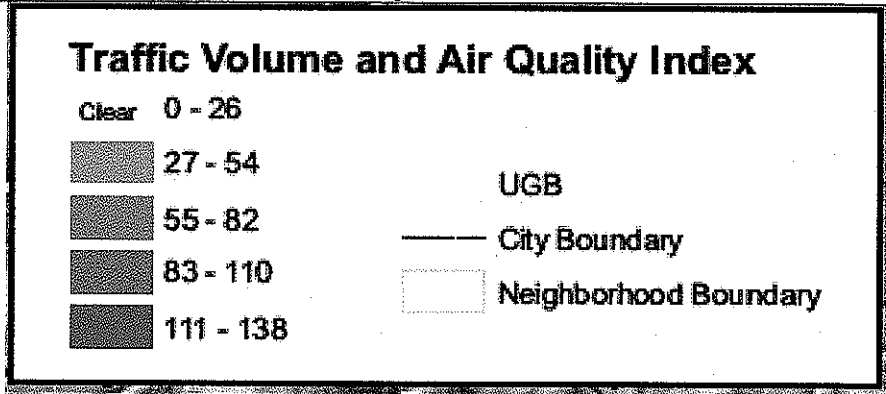 Traffic Volume and Air Quality Index
Clear 0 - 26
27 - 54
55 - 82
83 - 110
111 - 138
UGB
City Boundary
Neighborhood Boundary